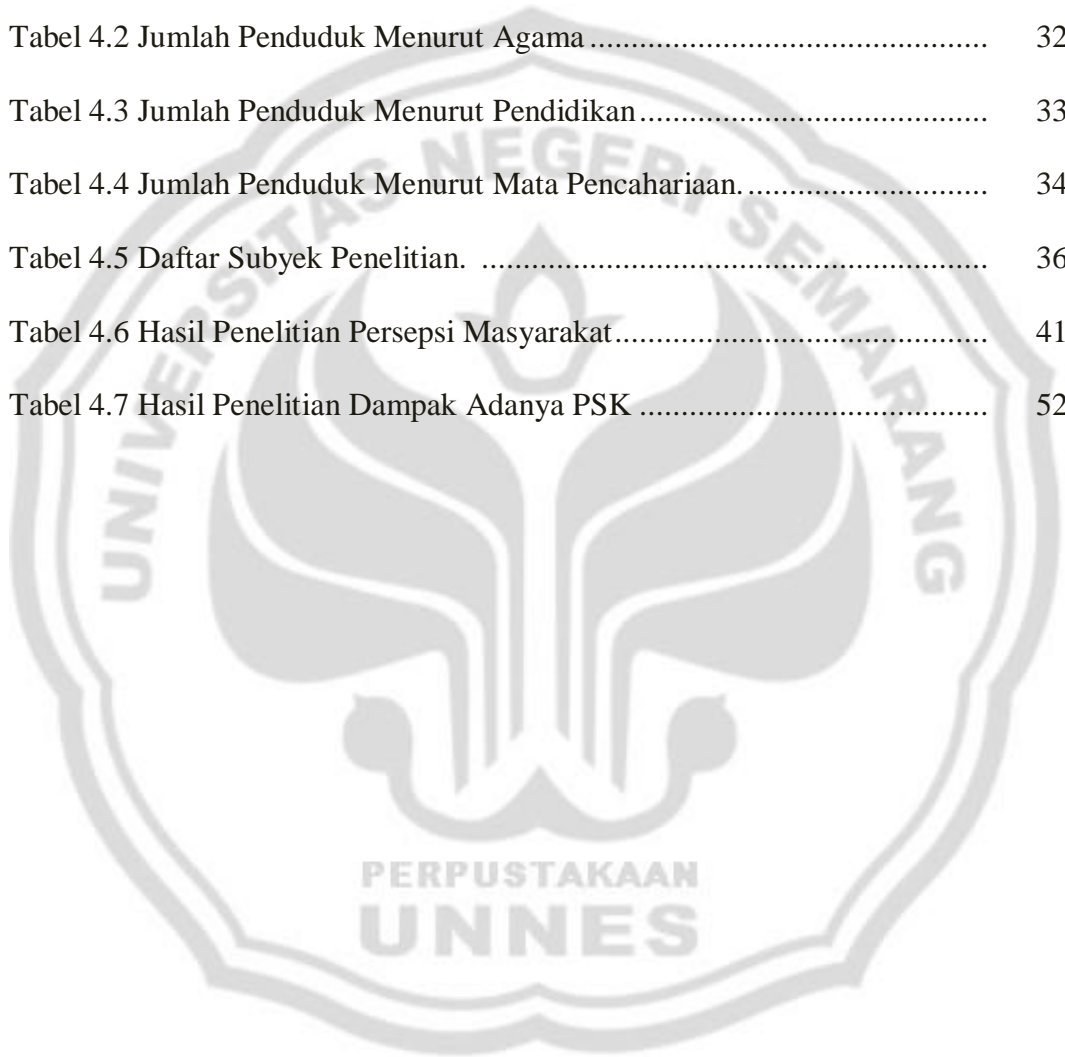 Tabel 4.2 Jumlah Penduduk Menurut Agama ................................................ 32
Tabel 4.3 Jumlah Penduduk Menurut Pendidikan.......................................... 33
Tabel 4.4 Jumlah Penduduk Menurut Mata Pencahariaan. ............................. 34
Tabel 4.5 Daftar Subyek Penelitian. ............................................................. 36
Tabel 4.6 Hasil Penelitian Persepsi Masyarakat............................................. 41
Tabel 4.7 Hasil Penelitian Dampak Adanya PSK .......................................... 52
UNIVERSITAS NEGERI SEMARANG
PERPUSTAKAAN
UNNES